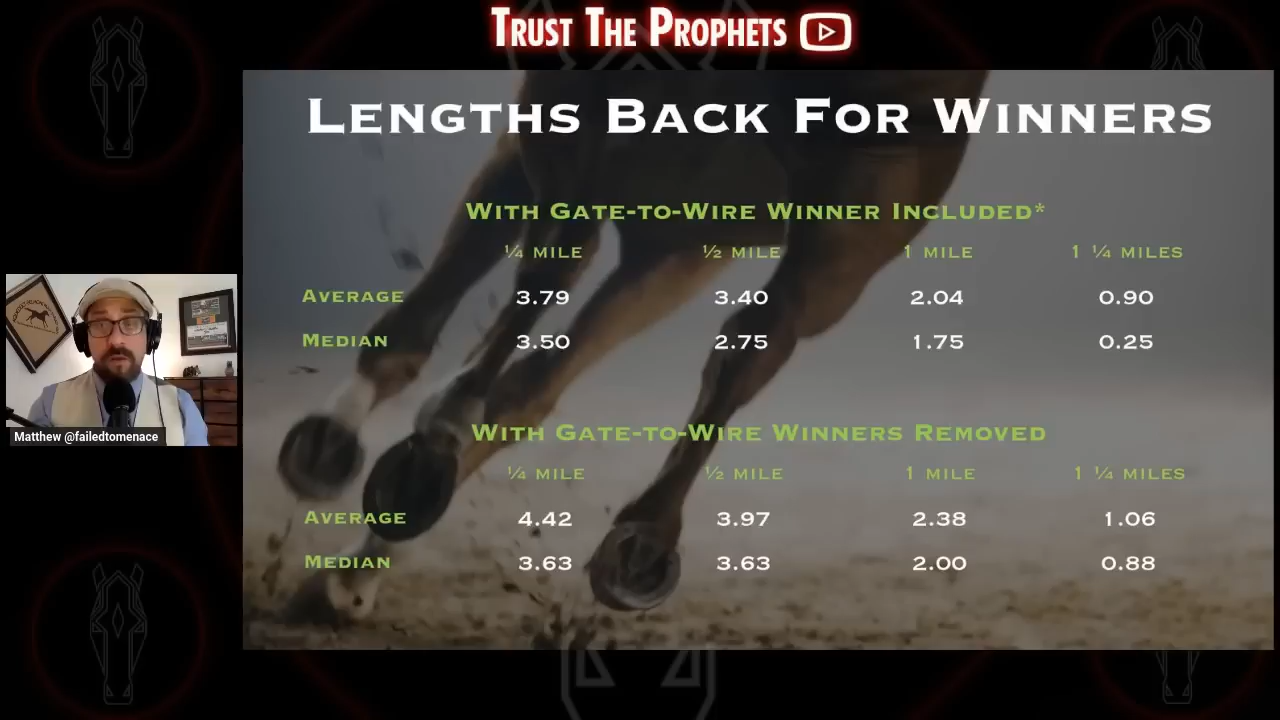 TRUST THE PROPHETS
LENGTHS BACK FOR WINNERS
WITH GATE-TO-WIRE WINNER INCLUDED*
¼ MILE ½ MILE 1 MILE 1 ¼ MILES
AVERAGE 3.79 3.40 2.04 0.90
MEDIAN 3.50 2.75 1.75 0.25
WITH GATE-TO-WIRE WINNERS REMOVED
¼ MILE ½ MILE 1 MILE 1 ¼ MILES
AVERAGE 4.42 3.97 2.38 1.06
MEDIAN 3.63 3.63 2.00 0.88
Matthew @failedtomenace